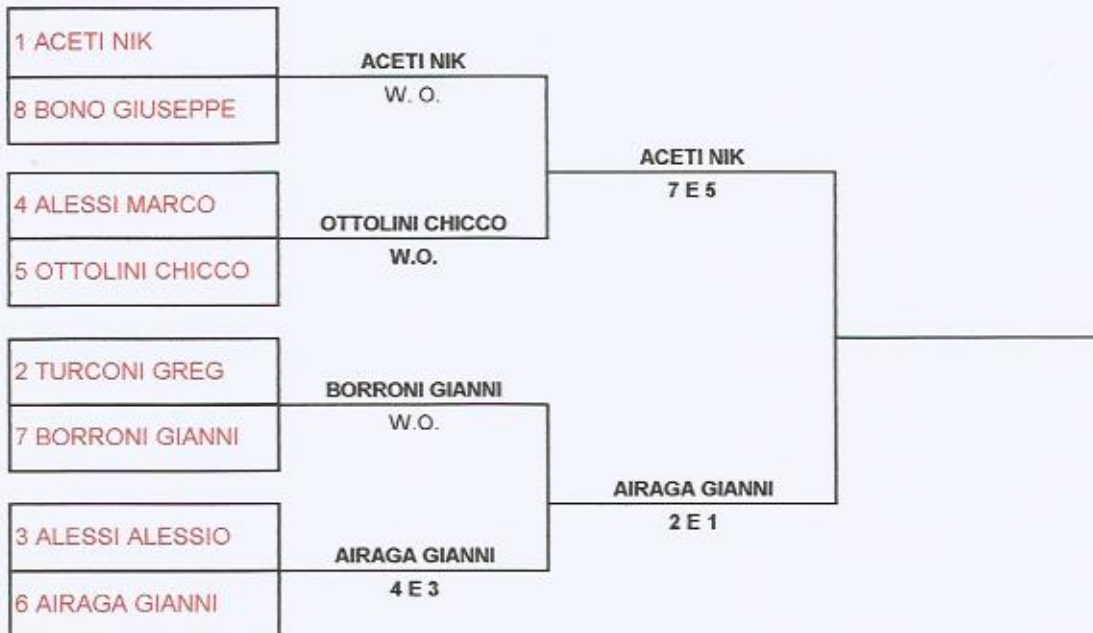 1 ACETI NIK
8 BONO GIUSEPPE
4 ALESSI MARCO
5 OTTOLINI CHICCO
2 TURCONI GREG
7 BORRONI GIANNI
3 ALESSI ALESSIO
6 AIRAGA GIANNI
ACETI NIK
W. O.
OTTOLINI CHICCO
W.O.
BORRONI GIANNI
W.O.
AIRAGA GIANNI
4 E 3
ACETI NIK
7 E 5
AIRAGA GIANNI
2 E 1